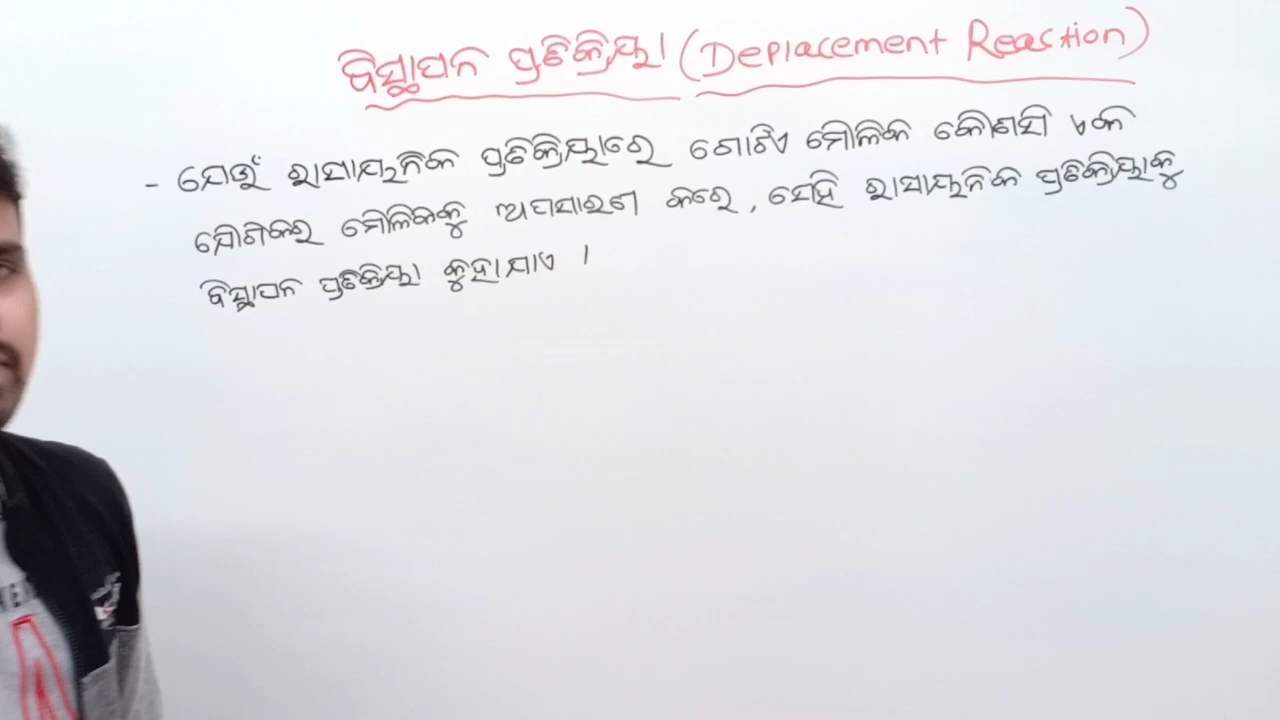 ବିସ୍ଥାପନ ପ୍ରତିକ୍ରିୟା (Deplacement Reaction)
- ଯେଉଁ ରାସାୟନିକ ପ୍ରତିକ୍ରିୟାରେ ଗୋଟିଏ ମୌଳିକ କୌଣସି ଏକ
ଯୌଗିକର ମୌଳିକକୁ ଅପସାରଣ କରେ, ସେହି ରାସାୟନିକ ପ୍ରତିକ୍ରିୟାକୁ
ବିସ୍ଥାପନ ପ୍ରତିକ୍ରିୟା କୁହାଯାଏ ।